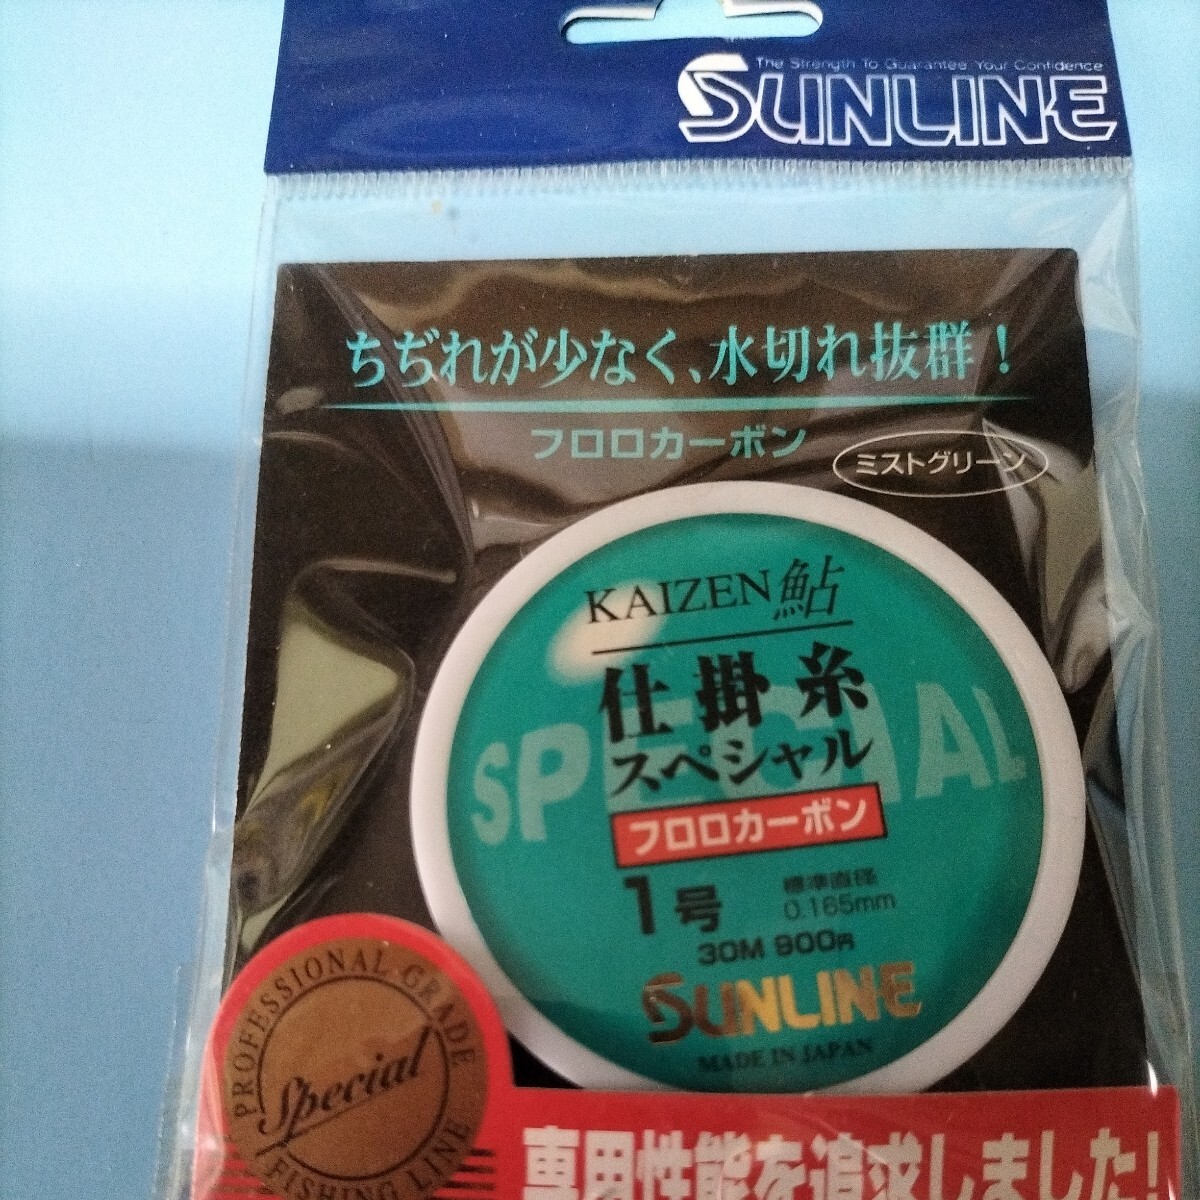 The Strength To Guarantee Your Confidence
SUNLINE
ちぢれが少なく、水切れ抜群！
フロロカーボン
ミストグリーン
KAIZEN鮎
仕掛糸
SPECIAL
スペシャル
フロロカーボン
1号
標準直径
0.165mm
30M 900円
SUNLINE
MADE IN JAPAN
PROFESSIONAL GRADE
Special
FISHING LINE
専用性能を追求しました!